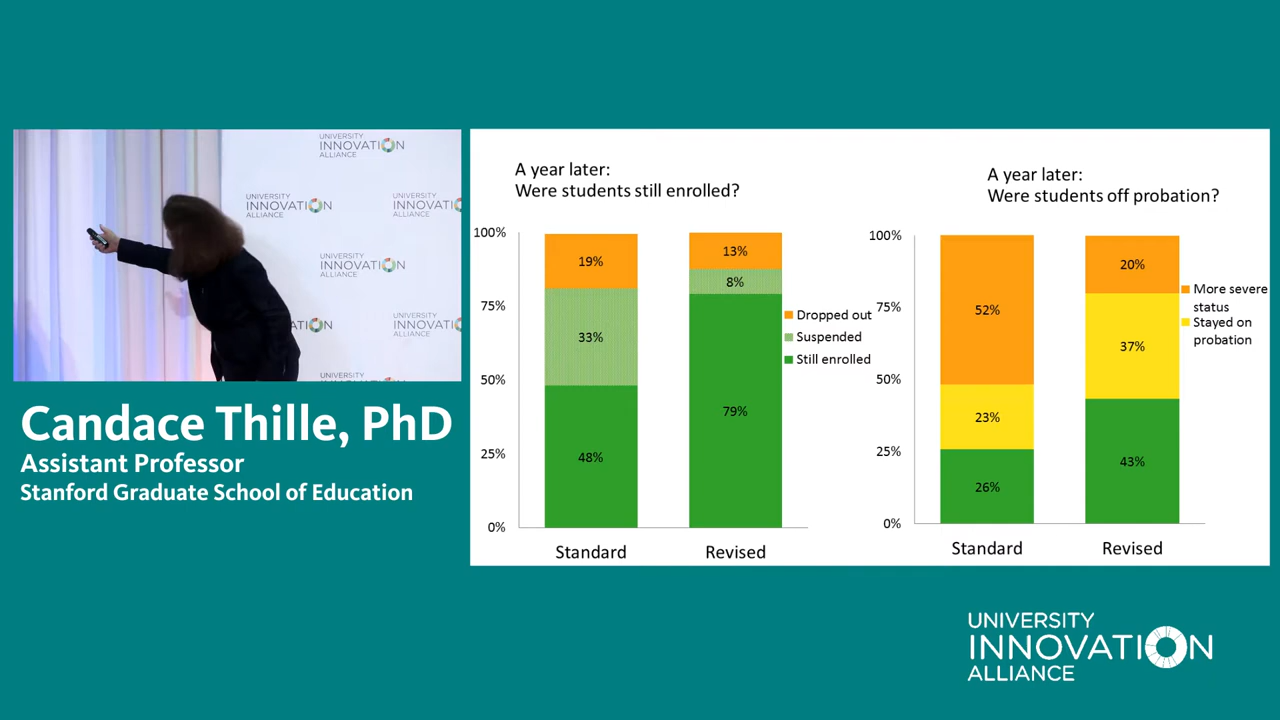 UNIVERSITY
INNOVATION
ALLIANCE
UNIVERSITY
INNOVATION
ALLIANCE
UNIVERSITY
INNOVATION
ALLIANCE
UNIVERSITY
INNOVATION
ALLIANCE
UNIVERSITY
INNOVATION
ALLIANCE
Candace Thille, PhD
Assistant Professor
Stanford Graduate School of Education
A year later:
Were students still enrolled?
100%
75%
50%
25%
0%
19%
33%
48%
13%
8%
79%
Standard
Revised
Dropped out
Suspended
Still enrolled
A year later:
Were students off probation?
100%
75%
50%
25%
0%
52%
23%
26%
20%
37%
43%
Standard
Revised
More severe
status
Stayed on
probation
UNIVERSITY
INNOVATION
ALLIANCE